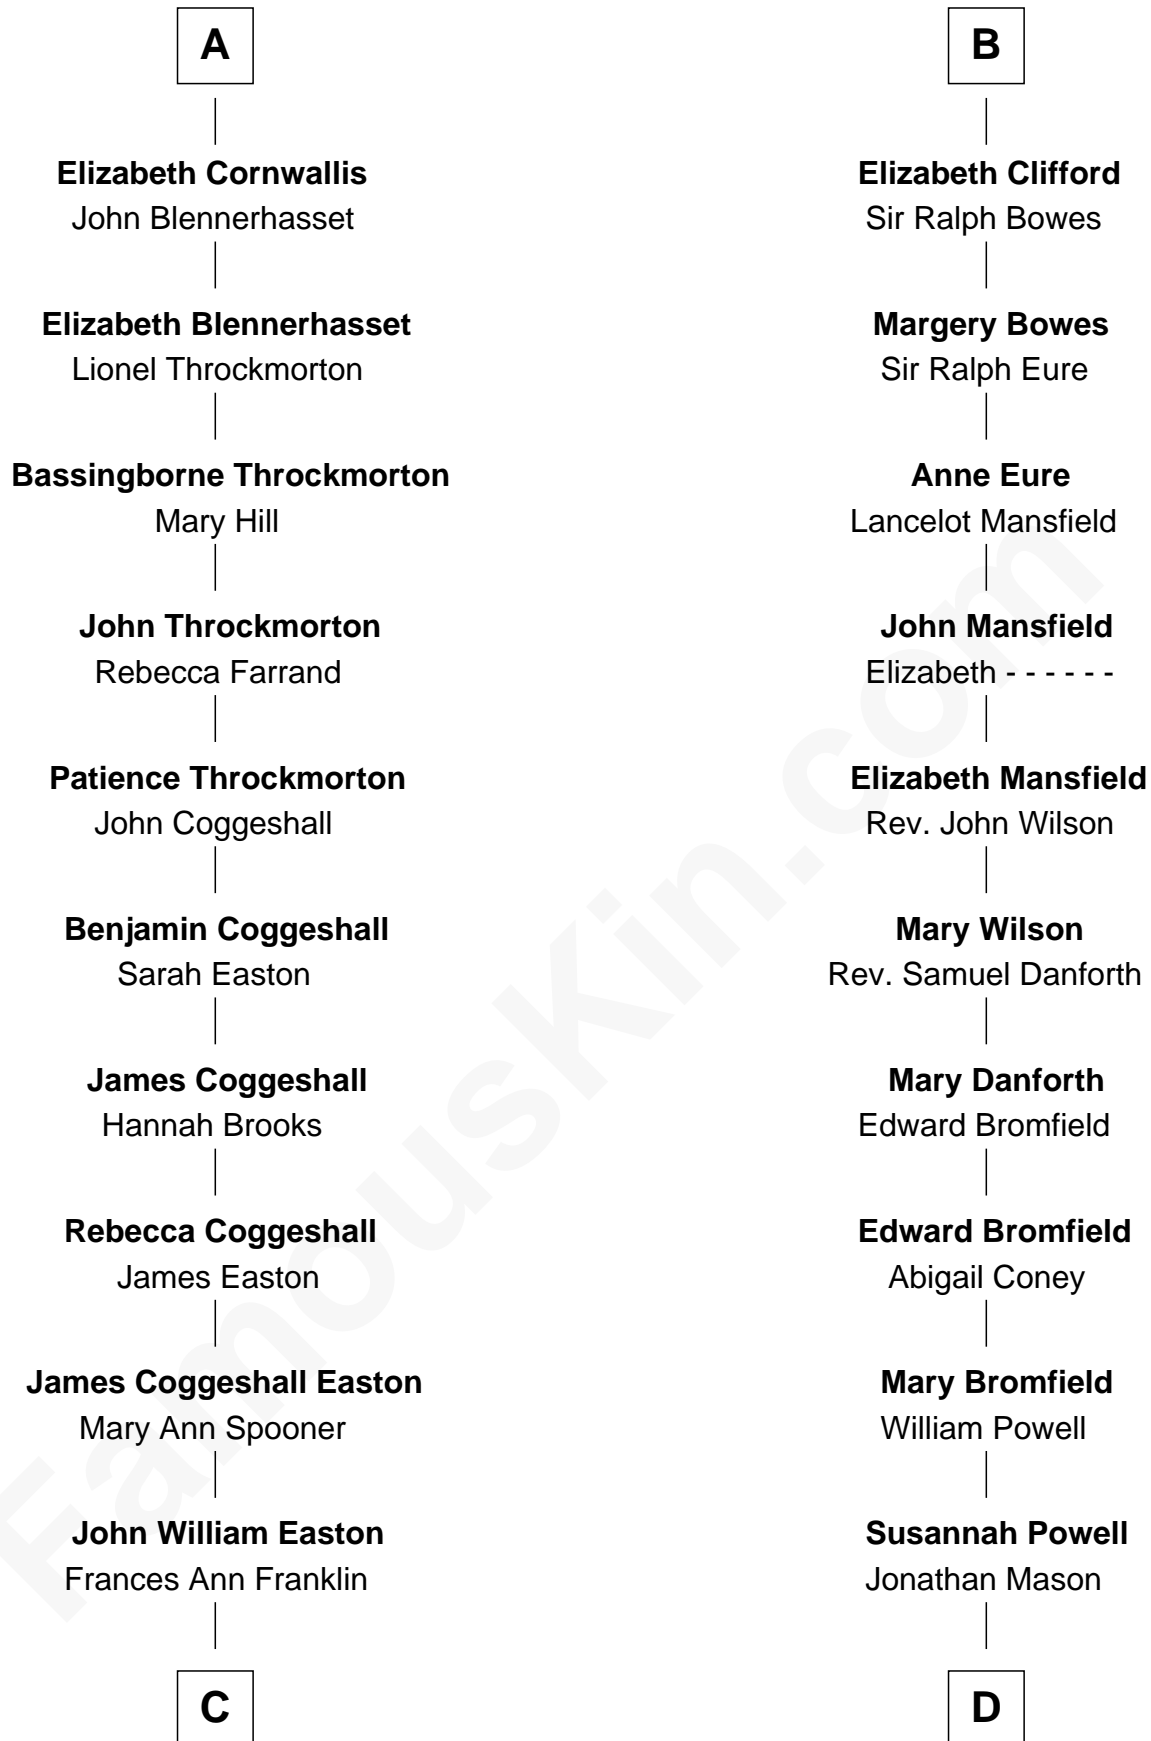 A
Elizabeth Cornwallis
John Blennerhasset
Elizabeth Blennerhasset
Lionel Throckmorton
Bassingborne Throckmorton
Mary Hill
John Throckmorton
Rebecca Farrand
Patience Throckmorton
John Coggeshall
Benjamin Coggeshall
Sarah Easton
James Coggeshall
Hannah Brooks
Rebecca Coggeshall
James Easton
James Coggeshall Easton
Mary Ann Spooner
John William Easton
Frances Ann Franklin
C
B
Elizabeth Clifford
Sir Ralph Bowes
Margery Bowes
Sir Ralph Eure
Anne Eure
Lancelot Mansfield
John Mansfield
Elizabeth - - - - - -
Elizabeth Mansfield
Rev. John Wilson
Mary Wilson
Rev. Samuel Danforth
Mary Danforth
Edward Bromfield
Edward Bromfield
Abigail Coney
Mary Bromfield
William Powell
Susannah Powell
Jonathan Mason
D
FamousKin.com